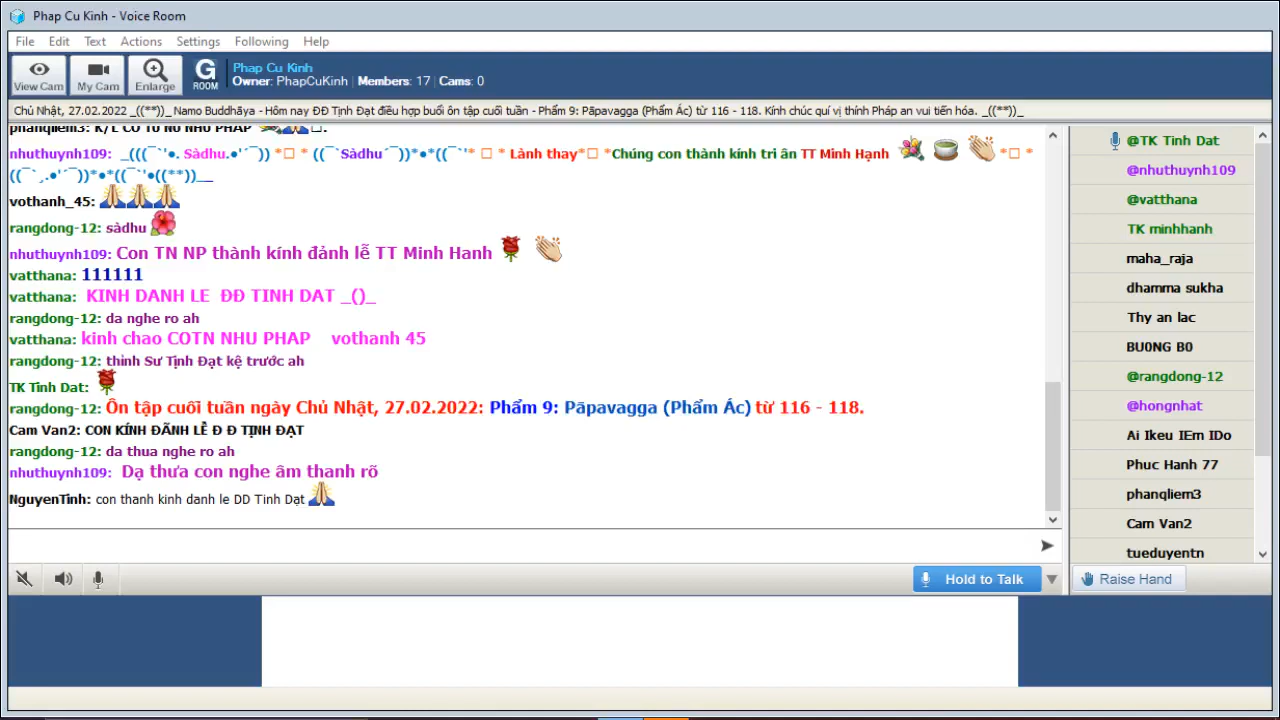 Phap Cu Kinh - Voice Room
File Edit Text Actions Settings Following Help
View Cam My Cam Enlarge G ROOM Phap Cu Kinh
Owner: PhapCuKinh | Members: 17 | Cams: 0
Chủ Nhật, 27.02.2022 _((**))_ Namo Buddhāya - Hôm nay ĐĐ Tịnh Đạt điều hợp buổi ôn tập cuối tuần - Phẩm 9: Pāpavagga (Phẩm Ác) từ 116 - 118. Kính chúc quí vị thính Pháp an vui tiến hóa. _((**))_
phanqliem3: K/L CÔ TU NỮ NHU PHÁP
nhuthuynh109: _(((¯`'•. Sàdhu.•'´¯)) *□ * ((¯`Sàdhu´¯))*•*((¯`'* □ * Lành thay*□ *Chúng con thành kính tri ân TT Minh Hạnh *□ *
((¯`¸.•'´¯))*•*((¯`'•((**))__
vothanh_45:
rangdong-12: sàdhu
nhuthuynh109: Con TN NP thành kính đảnh lễ TT Minh Hanh
vatthana: 111111
vatthana: KINH DANH LE ĐĐ TINH DAT _()_
rangdong-12: da nghe ro ah
vatthana: kinh chao COTN NHU PHAP vothanh 45
rangdong-12: thỉnh Sư Tịnh Đạt kệ trước ah
TK Tinh Dat:
rangdong-12: Ôn tập cuối tuần ngày Chủ Nhật, 27.02.2022: Phẩm 9: Pāpavagga (Phẩm Ác) từ 116 - 118.
Cam Van2: CON KÍNH ĐÃNH LỄ Đ Đ TỊNH ĐẠT
rangdong-12: da thua nghe ro ah
nhuthuynh109: Dạ thưa con nghe âm thanh rõ
NguyenTinh: con thanh kinh danh le DD Tinh Dạt
@TK Tinh Dat
@nhuthuynh109
@vatthana
TK minhhanh
maha_raja
dhamma sukha
Thy an lac
BU0NG B0
@rangdong-12
@hongnhat
Ai Ikeu IEm IDo
Phuc Hanh 77
phanqliem3
Cam Van2
tueduyentn
Hold to Talk
Raise Hand